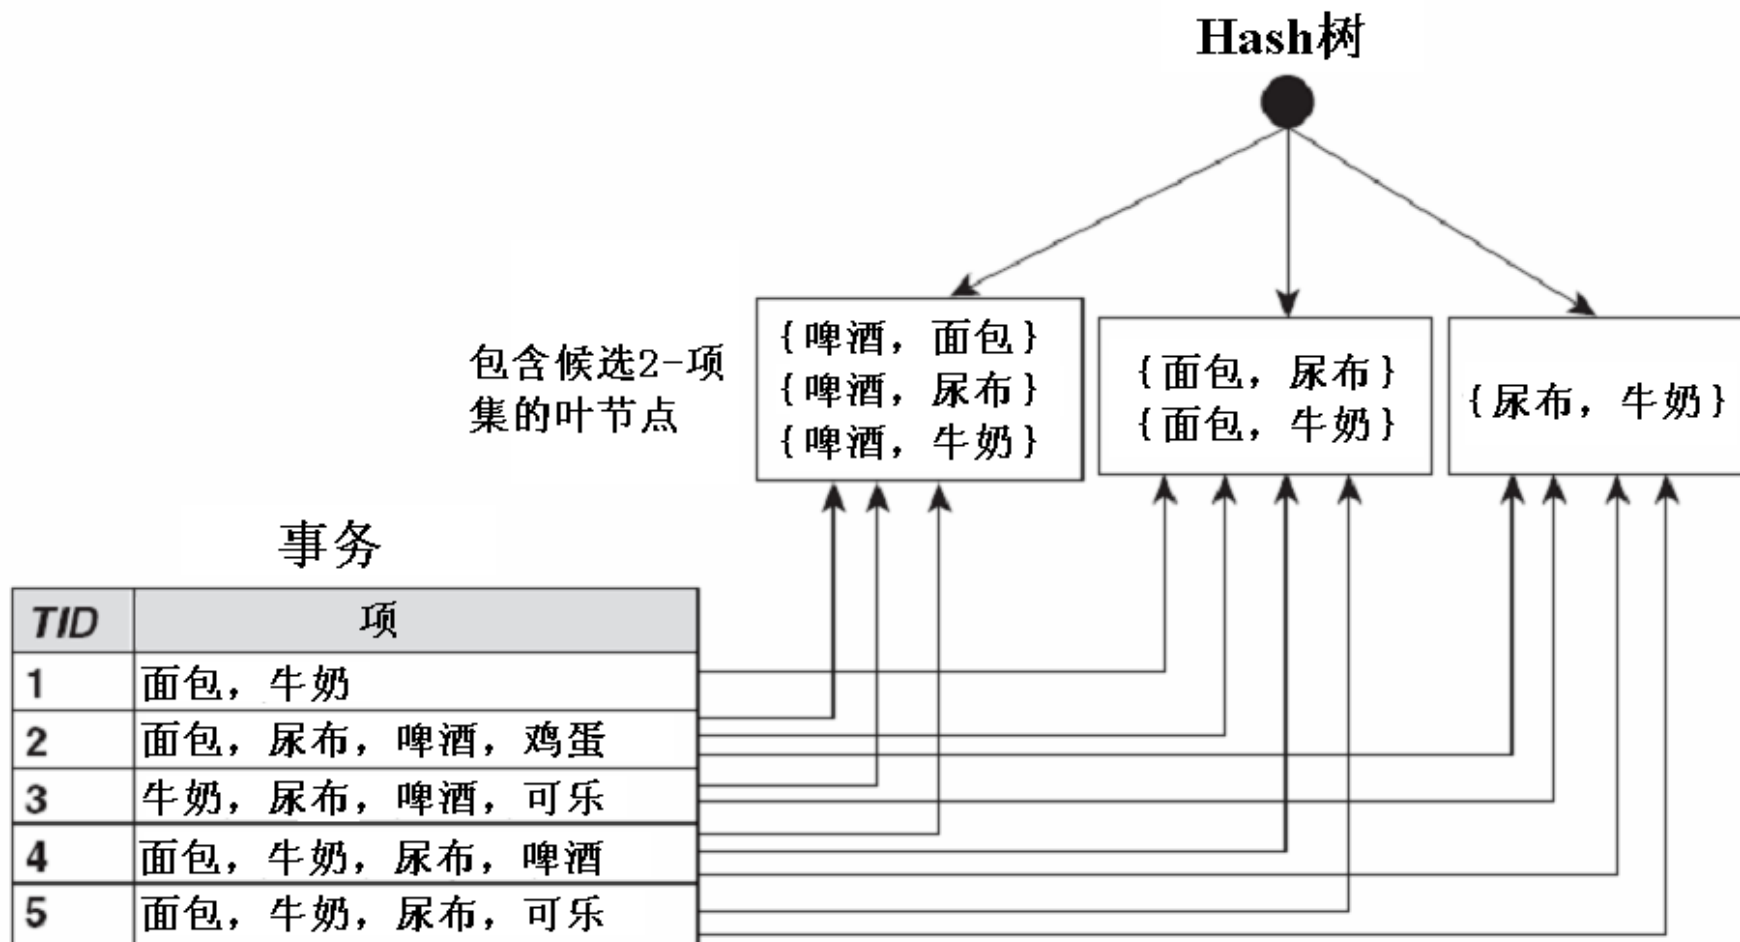 Hash树
包含候选2-项
集的叶节点
{啤酒，面包}
{啤酒，尿布}
{啤酒，牛奶}
{面包，尿布}
{面包，牛奶}
{尿布，牛奶}
事务
TID 项
1 面包，牛奶
2 面包，尿布，啤酒，鸡蛋
3 牛奶，尿布，啤酒，可乐
4 面包，牛奶，尿布，啤酒
5 面包，牛奶，尿布，可乐